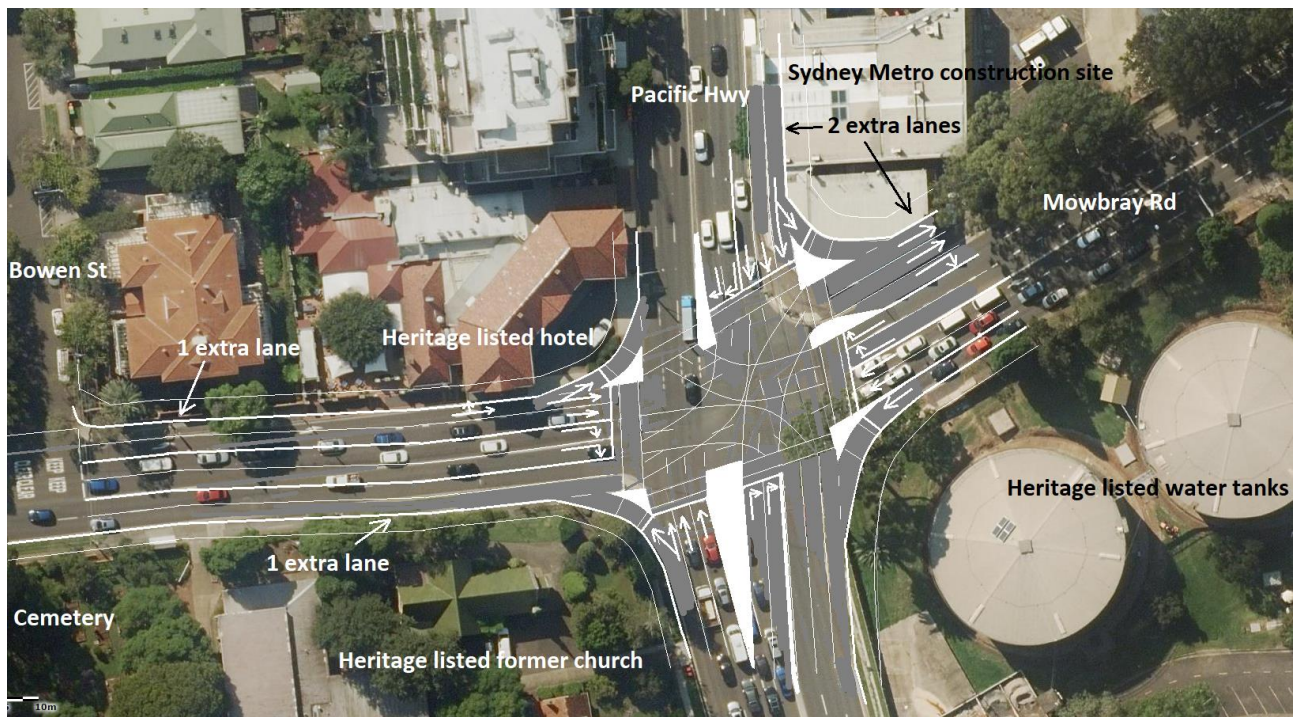 Sydney Metro construction site
Pacific Hwy
2 extra lanes
Mowbray Rd
Bowen St
Heritage listed hotel
1 extra lane
Heritage listed water tanks
1 extra lane
Cemetery
Heritage listed former church
10m